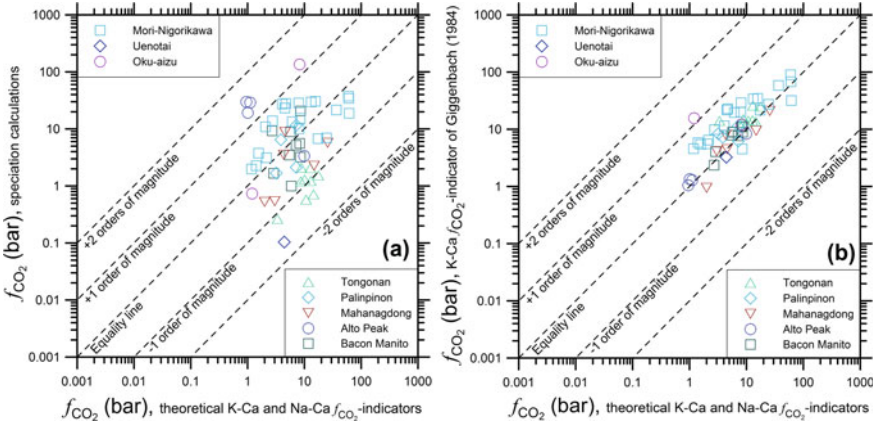 1000
100
10
1
0.1
0.01
0.001
fCO2 (bar), speciation calculations
Mori-Nigorikawa
Uenotai
Oku-aizu
+2 orders of magnitude
+1 order of magnitude
Equality line
-1 order of magnitude
-2 orders of magnitude
(a)
Tongonan
Palinpinon
Mahanagdong
Alto Peak
Bacon Manito
0.001 0.01 0.1 1 10 100 1000
fCO2 (bar), theoretical K-Ca and Na-Ca fCO2-indicators
1000
100
10
1
0.1
0.01
0.001
fCO2 (bar), K-Ca fCO2-indicator of Giggenbach (1984)
Mori-Nigorikawa
Uenotai
Oku-aizu
+2 orders of magnitude
+1 order of magnitude
Equality line
-1 order of magnitude
-2 orders of magnitude
(b)
Tongonan
Palinpinon
Mahanagdong
Alto Peak
Bacon Manito
0.001 0.01 0.1 1 10 100 1000
fCO2 (bar), theoretical K-Ca and Na-Ca fCO2-indicators